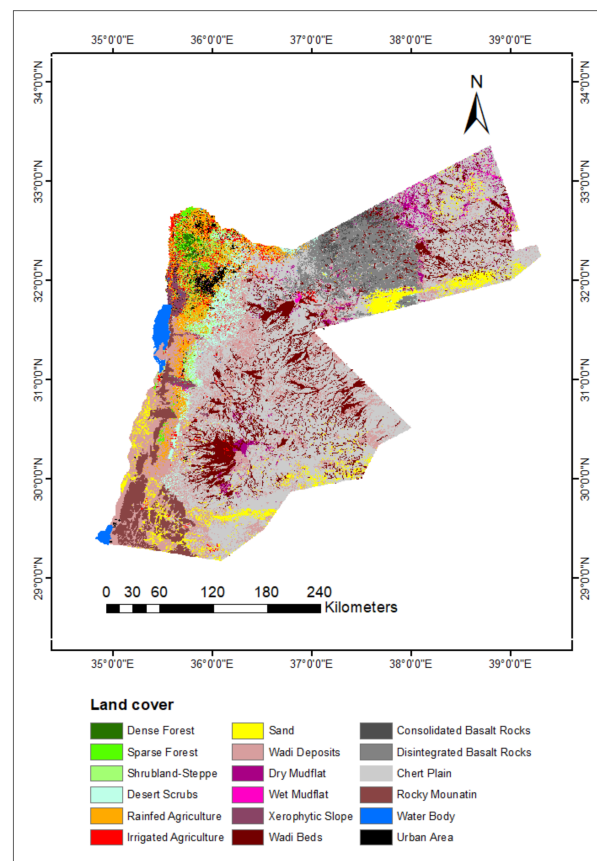 35°0'0"E 36°0'0"E 37°0'0"E 38°0'0"E 39°0'0"E
34°0'0"N 34°0'0"N
N
33°0'0"N 33°0'0"N
32°0'0"N 32°0'0"N
31°0'0"N 31°0'0"N
30°0'0"N 30°0'0"N
29°0'0"N 29°0'0"N
0 30 60 120 180 240
Kilometers
35°0'0"E 36°0'0"E 37°0'0"E 38°0'0"E 39°0'0"E
Land cover
Dense Forest
Sparse Forest
Shrubland-Steppe
Desert Scrubs
Rainfed Agriculture
Irrigated Agriculture
Sand
Wadi Deposits
Dry Mudflat
Wet Mudflat
Xerophytic Slope
Wadi Beds
Consolidated Basalt Rocks
Disintegrated Basalt Rocks
Chert Plain
Rocky Mounatin
Water Body
Urban Area